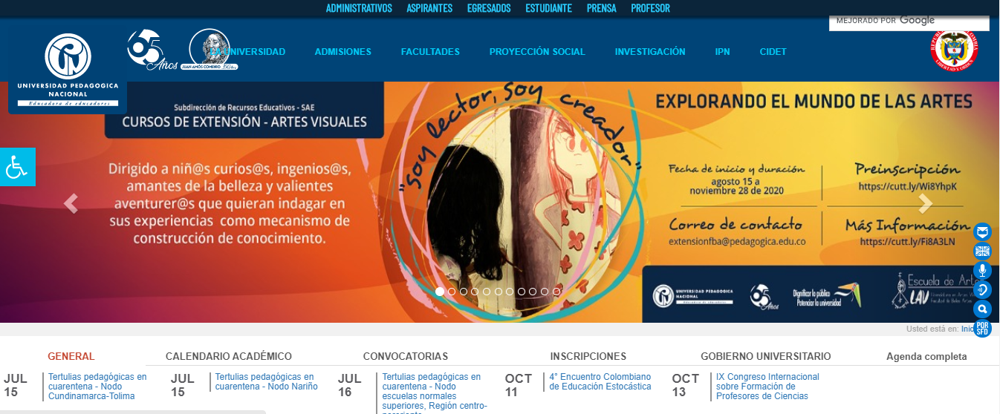 ADMINISTRATIVOS ASPIRANTES EGRESADOS ESTUDIANTE PRENSA PROFESOR
MEJORADO POR Google
65 Años
JUAN AMÓS COMENIO
UNIVERSIDAD ADMISIONES FACULTADES PROYECCIÓN SOCIAL INVESTIGACIÓN IPN CIDET
LIBERTAD Y ORDEN
UNIVERSIDAD PEDAGOGICA
NACIONAL
Educadora de educadores
Subdirección de Recursos Educativos - SAE
CURSOS DE EXTENSIÓN - ARTES VISUALES
Dirigido a niñ@s curios@s, ingenios@s,
amantes de la belleza y valientes
aventurer@s que quieran indagar en
sus experiencias como mecanismo de
construcción de conocimiento.
"soy lector, soy creador"
EXPLORANDO EL MUNDO DE LAS ARTES
Fecha de inicio y duración
agosto 15 a
noviembre 28 de 2020
Preinscripción
https://cutt.ly/Wi8YhpK
Correo de contacto
extensionfba@pedagogica.edu.co
Más Información
https://cutt.ly/Fi8A3LN
UNIVERSIDAD PEDAGOGICA
NACIONAL
Educadora de educadores
65 Años
Dignificar lo público
Potenciar la universidad
Escuela de Arte
LAV
PQR
SFD
Usted está en: Inic
GENERAL CALENDARIO ACADÉMICO CONVOCATORIAS INSCRIPCIONES GOBIERNO UNIVERSITARIO Agenda completa
JUL
15
Tertulias pedagógicas en
cuarentena - Nodo
Cundinamarca-Tolima
JUL
15
Tertulias pedagógicas en
cuarentena - Nodo Nariño
JUL
16
Tertulias pedagógicas en
cuarentena - Nodo
escuelas normales
superiores, Región centro-
OCT
11
4° Encuentro Colombiano
de Educación Estocástica
OCT
13
IX Congreso Internacional
sobre Formación de
Profesores de Ciencias